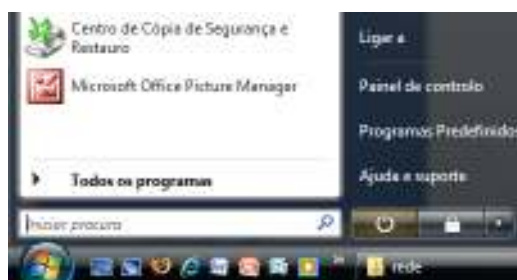 Centro de Cópia de Segurança e
Restauro
Microsoft Office Picture Manager
Todos os programas
Iniciar procura
Ligar a
Painel de controlo
Programas Predefinidos
Ajuda e suporte
rede